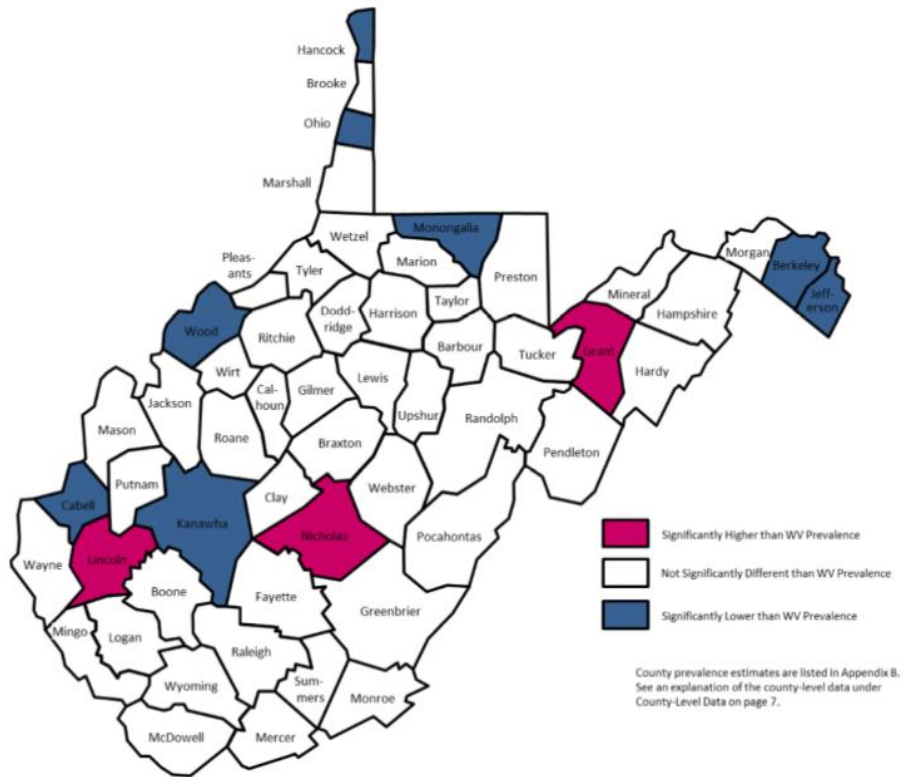 Hancock
Brooke
Ohio
Marshall
Wetzel
Monongalia
Marion
Preston
Pleas-
ants
Tyler
Morgan
Berkeley
Jeff-
erson
Mineral
Hampshire
Wood
Ritchie
Dodd-
ridge
Harrison
Taylor
Barbour
Tucker
Grant
Hardy
Wirt
Jackson
Cal-
houn
Gilmer
Lewis
Upshur
Randolph
Mason
Roane
Braxton
Pendleton
Putnam
Cabell
Kanawha
Clay
Webster
Nicholas
Pocahontas
Wayne
Lincoln
Boone
Fayette
Greenbrier
Mingo
Logan
Raleigh
Wyoming
Sum-
mers
Monroe
McDowell
Mercer
Significantly Higher than WV Prevalence
Not Significantly Different than WV Prevalence
Significantly Lower than WV Prevalence
County prevalence estimates are listed in Appendix B.
See an explanation of the county-level data under
County-Level Data on page 7.